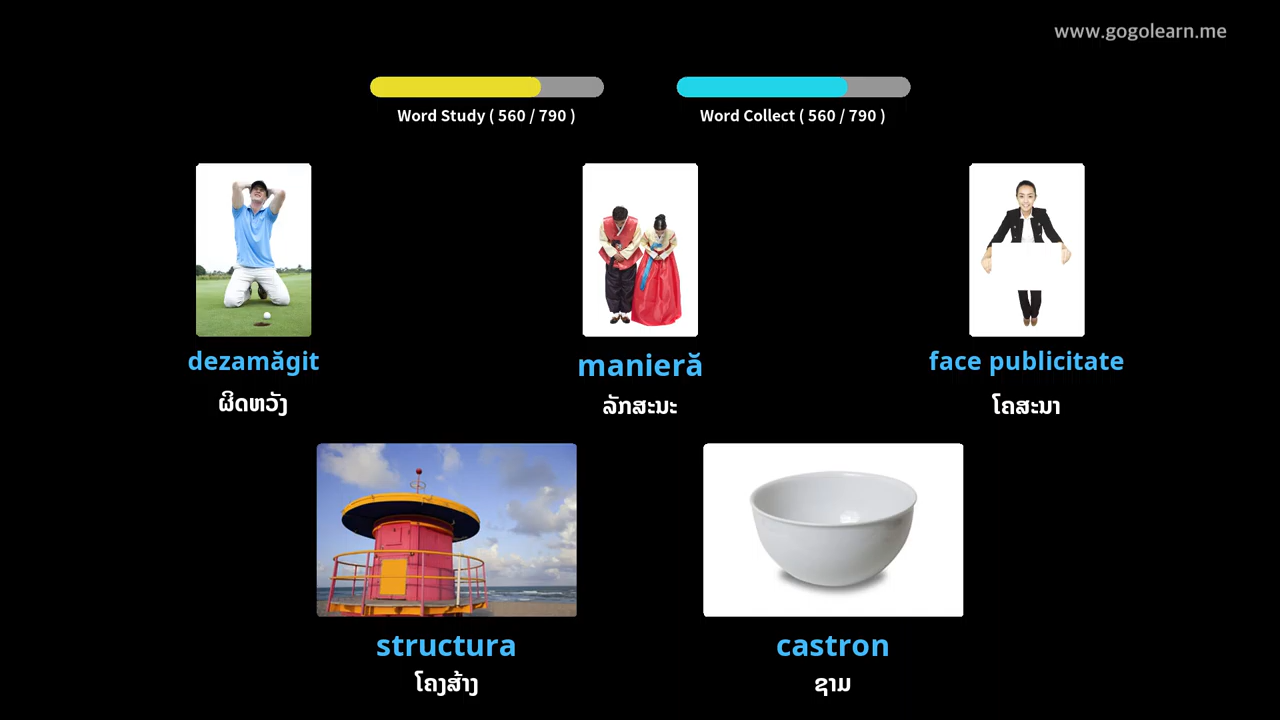 www.gogolearn.me
Word Study ( 560 / 790 )
Word Collect ( 560 / 790 )
dezamăgit
manieră
face publicitate
ຜິດຫວັງ
ລັກສະນະ
ໂຄສະນາ
structura
castron
ໂຄງສ້າງ
ຊາມ